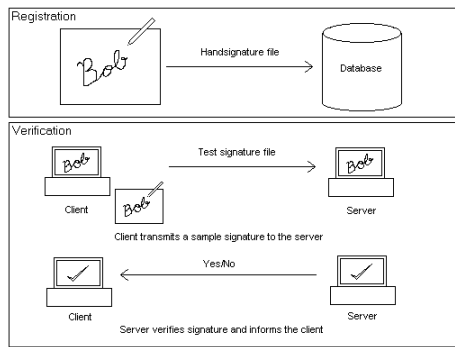 Registration
Bob
Handsignature file
Database
Verification
Bob
Test signature file
Bob
Bob
Client
Server
Client transmits a sample signature to the server
Yes/No
Client
Server
Server verifies signature and informs the client